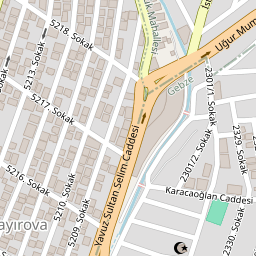 5218. Sokak
5213. Sokak
5217. Sokak
5216. Sokak
5210. Sokak
5209. Sokak
ayırova
Yavuz Sultan Selim Caddesi
Gebze
Uğur Mum
2301/1. Sokak
2301/2. Sokak
2329. Sokak
Karacaoğlan Caddesi
2330. Sokak